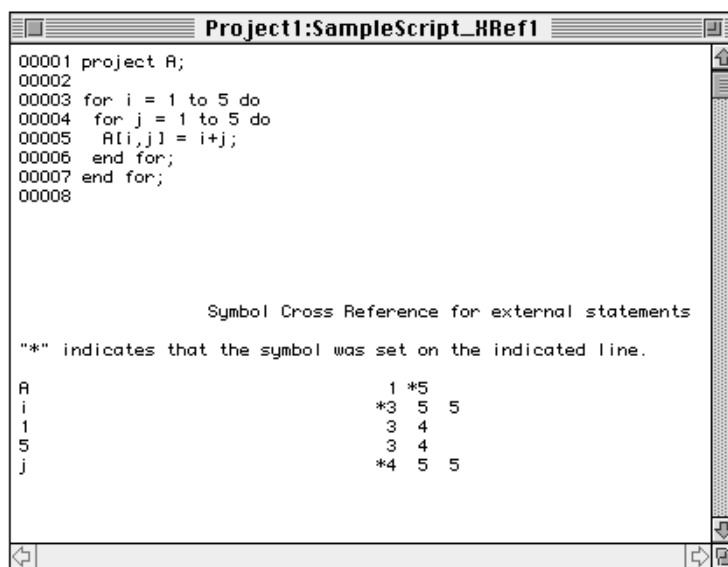 Project1:SampleScript_XRef1
00001 project A;
00002
00003 for i = 1 to 5 do
00004  for j = 1 to 5 do
00005   A[i,j] = i+j;
00006  end for;
00007 end for;
00008
Symbol Cross Reference for external statements
"*" indicates that the symbol was set on the indicated line.
A 1 *5
i *3 5 5
1 3 4
5 3 4
j *4 5 5